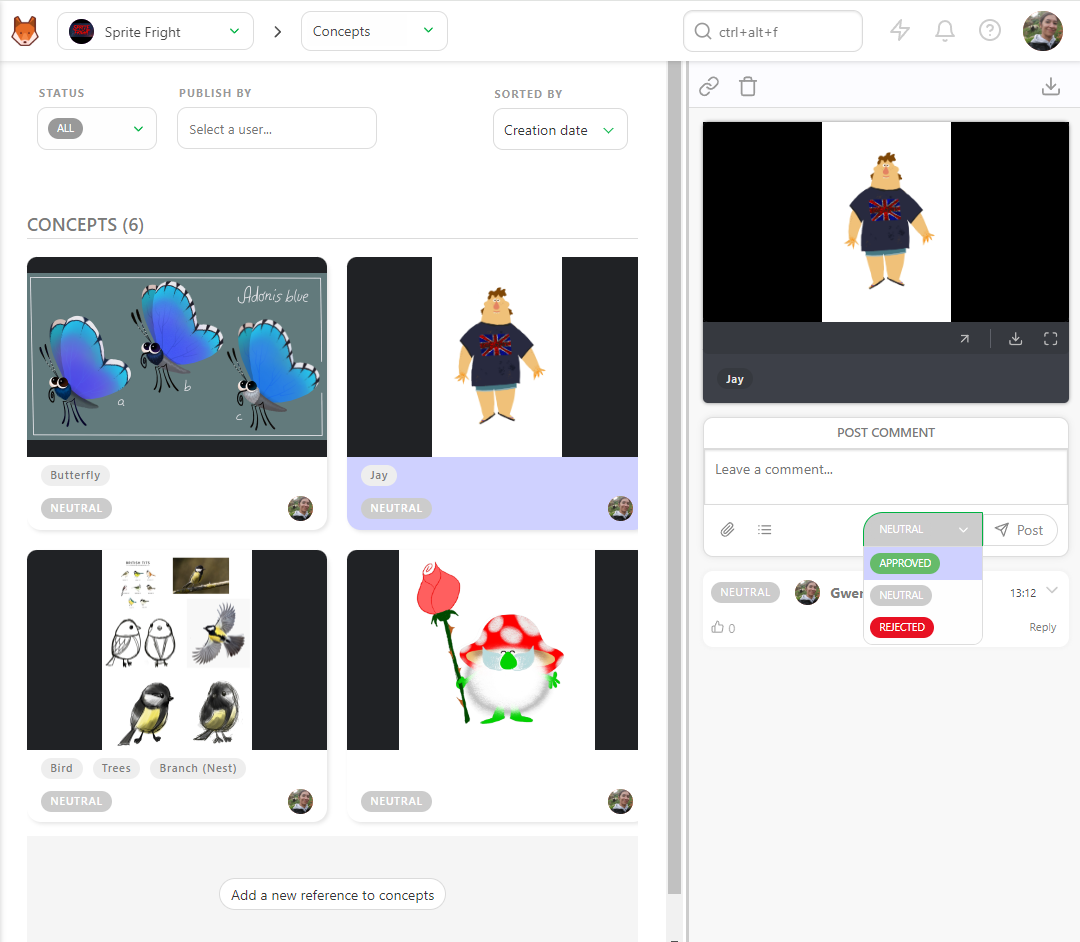 Sprite Fright
Concepts
ctrl+alt+f
STATUS
PUBLISH BY
SORTED BY
ALL
Select a user...
Creation date
CONCEPTS (6)
Adonis blue
a
b
c
Butterfly
NEUTRAL
Jay
NEUTRAL
Bird
Trees
Branch (Nest)
NEUTRAL
NEUTRAL
Add a new reference to concepts
Jay
POST COMMENT
Leave a comment...
NEUTRAL
Post
APPROVED
NEUTRAL
REJECTED
NEUTRAL
Gwen
13:12
0
Reply